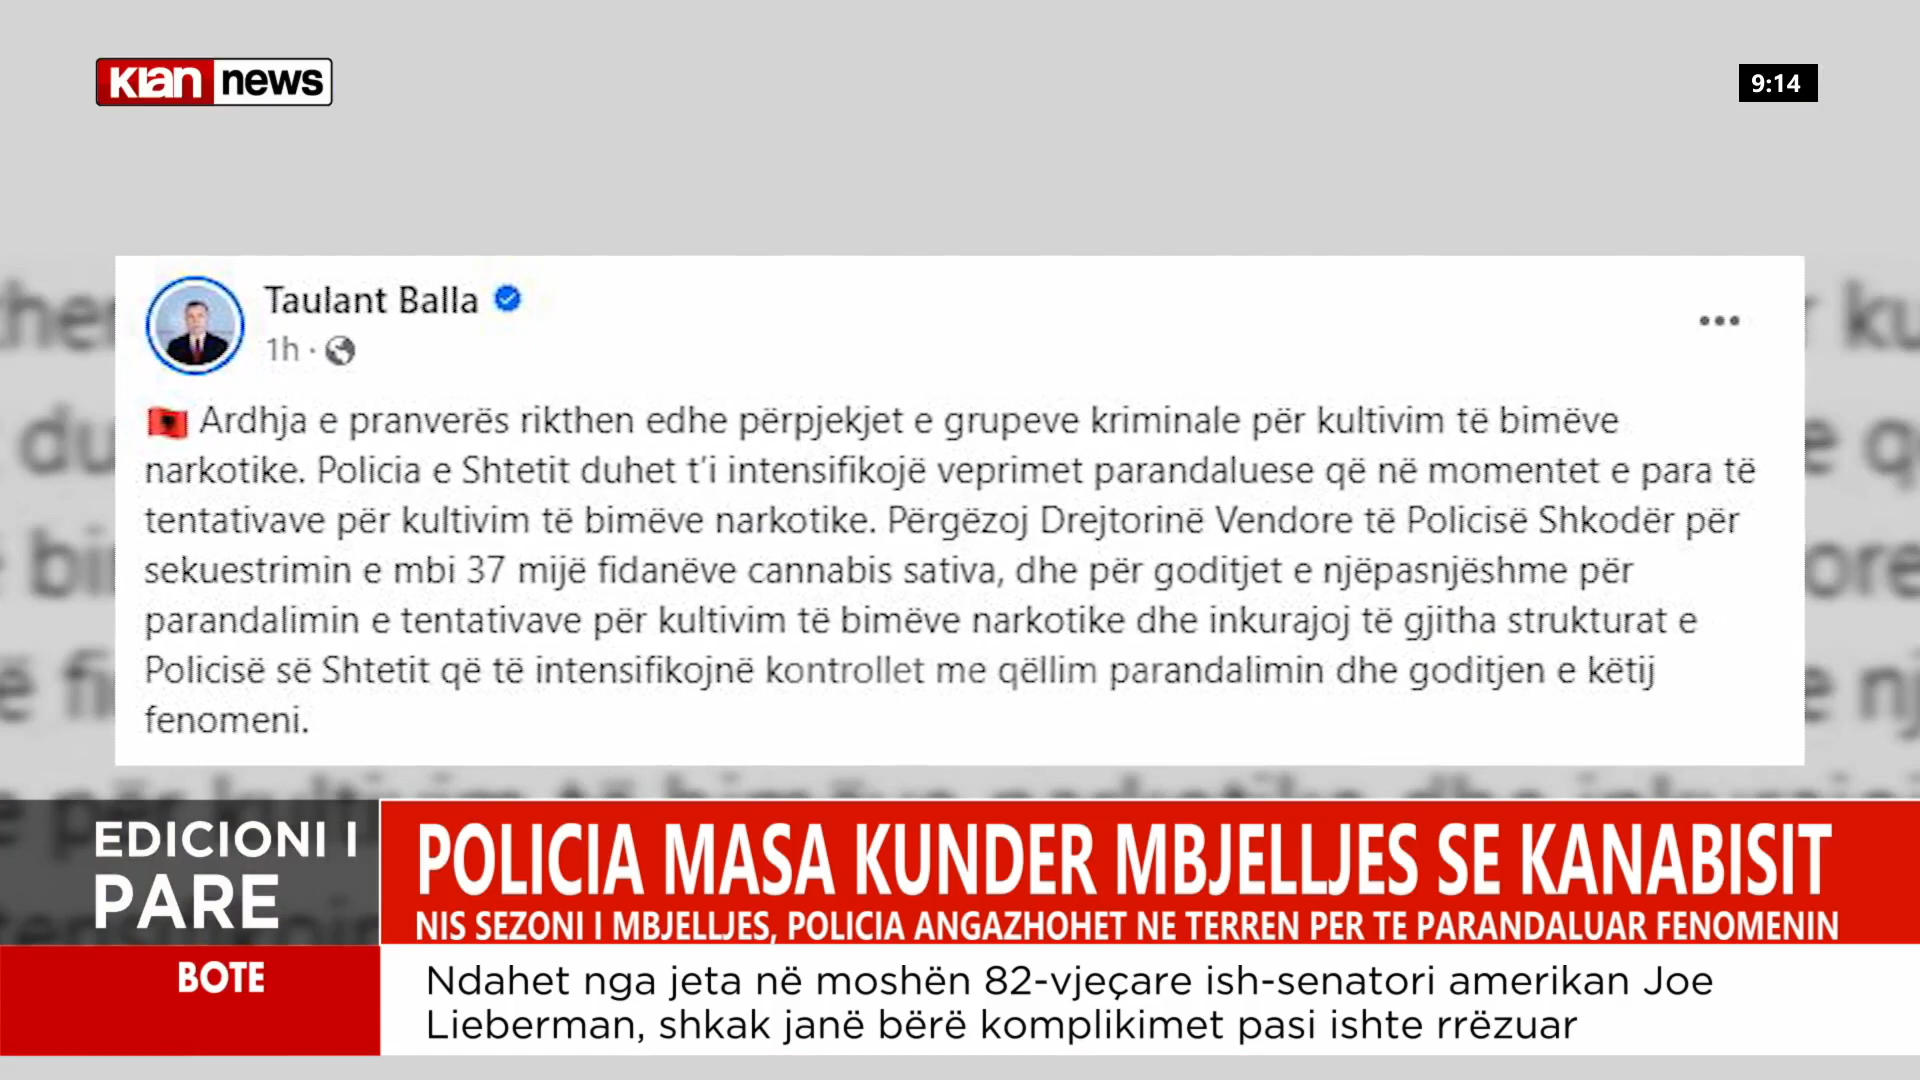 klan news
9:14
Taulant Balla
1h ·
Ardhja e pranverës rikthen edhe përpjekjet e grupeve kriminale për kultivim të bimëve
narkotike. Policia e Shtetit duhet t'i intensifikojë veprimet parandaluese që në momentet e para të
tentativave për kultivim të bimëve narkotike. Përgëzoj Drejtorinë Vendore të Policisë Shkodër për
sekuestrimin e mbi 37 mijë fidanëve cannabis sativa, dhe për goditjet e njëpasnjëshme për
parandalimin e tentativave për kultivim të bimëve narkotike dhe inkurajoj të gjitha strukturat e
Policisë së Shtetit që të intensifikojnë kontrollet me qëllim parandalimin dhe goditjen e këtij
fenomeni.
EDICIONI I
PARE
POLICIA MASA KUNDER MBJELLJES SE KANABISIT
NIS SEZONI I MBJELLJES, POLICIA ANGAZHOHET NE TERREN PER TE PARANDALUAR FENOMENIN
BOTE
Ndahet nga jeta në moshën 82-vjeçare ish-senatori amerikan Joe
Lieberman, shkak janë bërë komplikimet pasi ishte rrëzuar